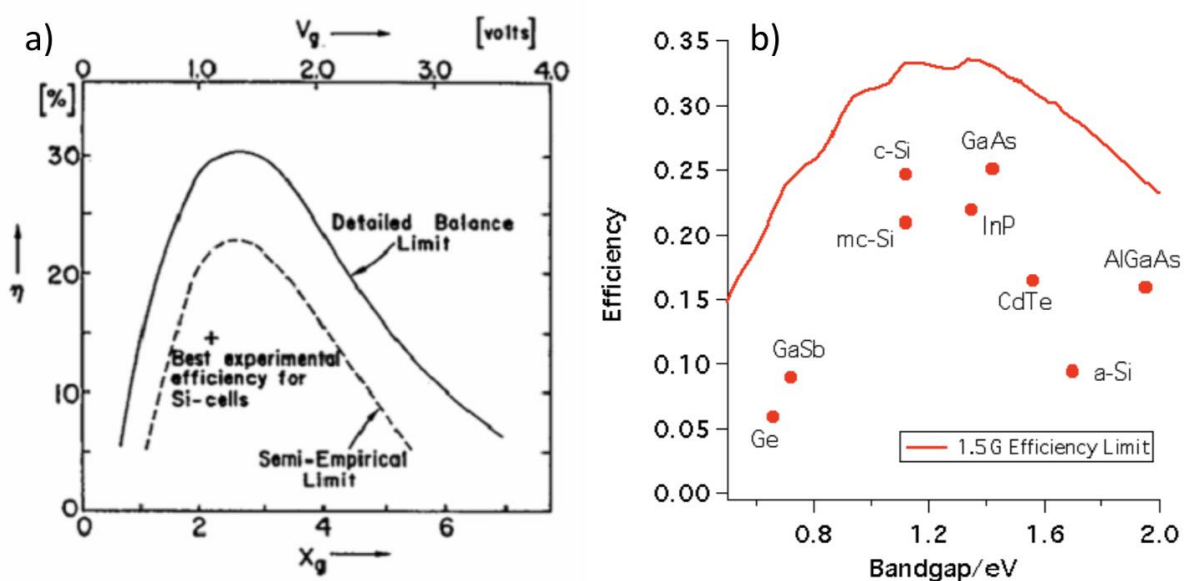 a)
V_g → [volts]
0 1.0 2.0 3.0 4.0
[%]
30
20
10
0
η
Detailed Balance
Limit
+
Best experimental
efficiency for
Si-cells
Semi-Empirical
Limit
0 2 4 6
X_g →
b)
0.35
0.30
0.25
0.20
0.15
0.10
0.05
0.00
Efficiency
c-Si
GaAs
mc-Si
InP
AlGaAs
CdTe
GaSb
a-Si
Ge
1.5G Efficiency Limit
0.8 1.2 1.6 2.0
Bandgap/eV